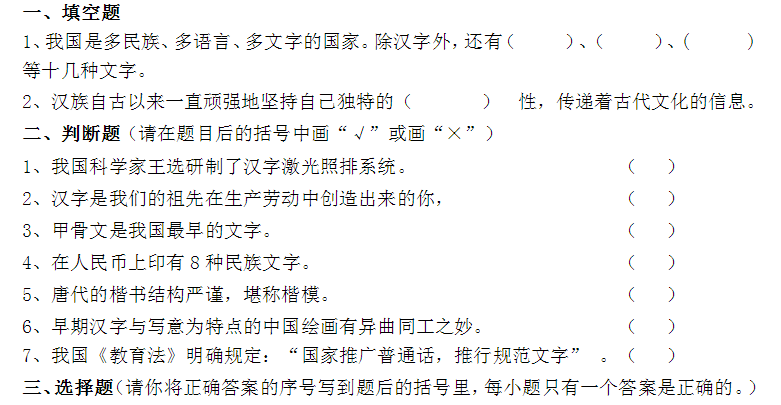 一、填空题
1、我国是多民族、多语言、多文字的国家。除汉字外，还有（　　）、（　　）、（　　）
等十几种文字。
2、汉族自古以来一直顽强地坚持自己独特的（　　）　性，传递着古代文化的信息。
二、判断题（请在题目后的括号中画“√”或画“×”）
1、我国科学家王选研制了汉字激光照排系统。（　　）
2、汉字是我们的祖先在生产劳动中创造出来的你，（　　）
3、甲骨文是我国最早的文字。（　　）
4、在人民币上印有8种民族文字。（　　）
5、唐代的楷书结构严谨，堪称楷模。（　　）
6、早期汉字与写意为特点的中国绘画有异曲同工之妙。（　　）
7、我国《教育法》明确规定：“国家推广普通话，推行规范文字” 。（　　）
三、选择题（请你将正确答案的序号写到题后的括号里，每小题只有一个答案是正确的。）